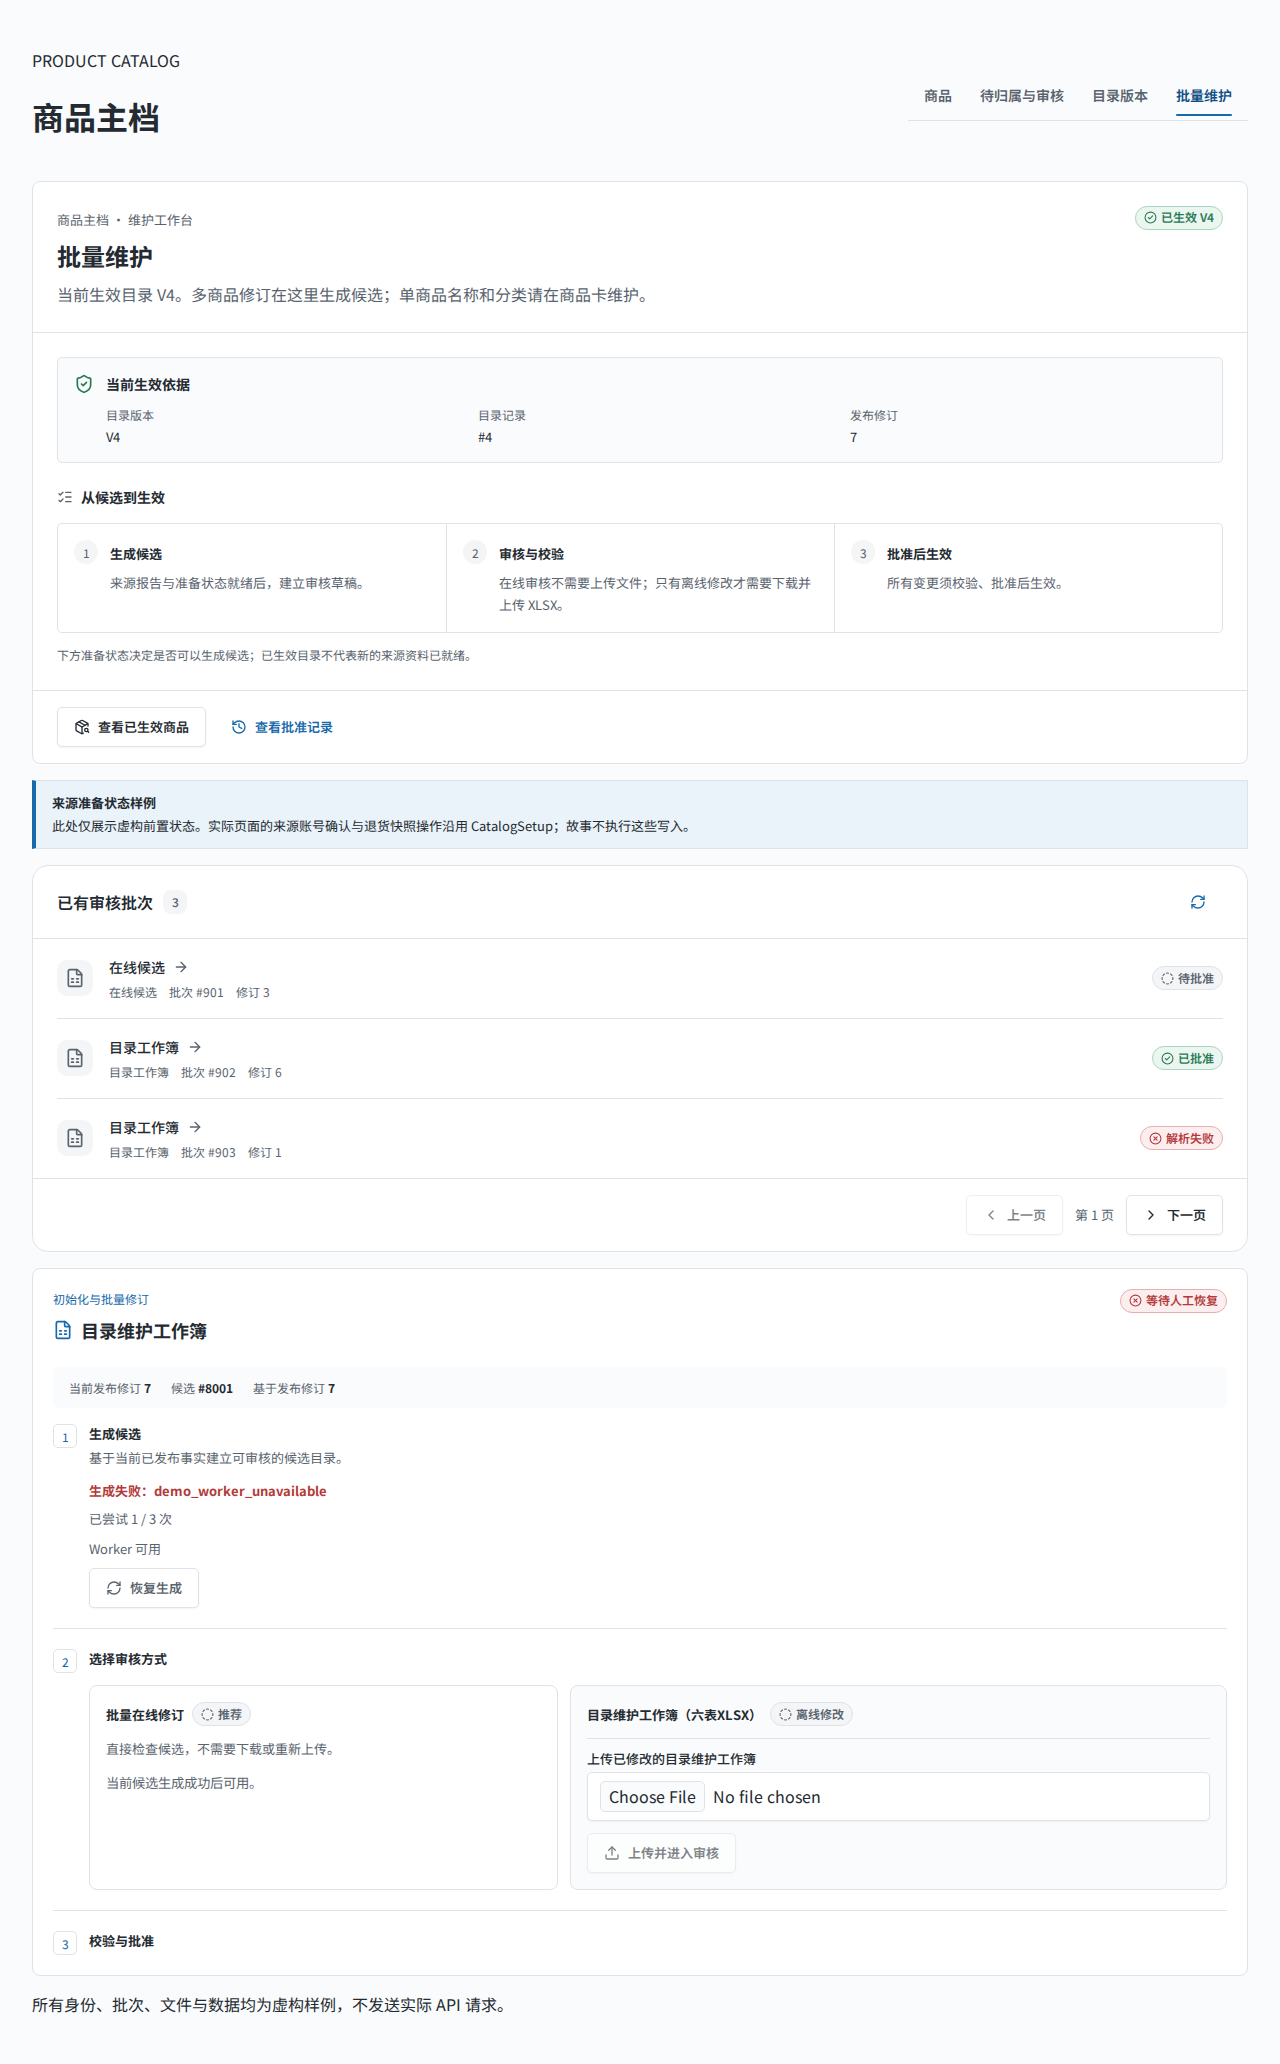 PRODUCT CATALOG
商品主档
商品 待归属与审核 目录版本 批量维护
商品主档 · 维护工作台
已生效 V4
批量维护
当前生效目录 V4。多商品修订在这里生成候选；单商品名称和分类请在商品卡维护。
当前生效依据
目录版本 目录记录 发布修订
V4 #4 7
从候选到生效
1 生成候选
来源报告与准备状态就绪后，建立审核草稿。
2 审核与校验
在线审核不需要上传文件；只有离线修改才需要下载并
上传 XLSX。
3 批准后生效
所有变更须校验、批准后生效。
下方准备状态决定是否可以生成候选；已生效目录不代表新的来源资料已就绪。
查看已生效商品 查看批准记录
来源准备状态样例
此处仅展示虚构前置状态。实际页面的来源账号确认与退货快照操作沿用 CatalogSetup；故事不执行这些写入。
已有审核批次 3
在线候选
在线候选 批次 #901 修订 3
待批准
目录工作簿
目录工作簿 批次 #902 修订 6
已批准
目录工作簿
目录工作簿 批次 #903 修订 1
解析失败
上一页 第 1 页 下一页
初始化与批量修订
等待人工恢复
目录维护工作簿
当前发布修订 7 候选 #8001 基于发布修订 7
1 生成候选
基于当前已发布事实建立可审核的候选目录。
生成失败：demo_worker_unavailable
已尝试 1 / 3 次
Worker 可用
恢复生成
2 选择审核方式
批量在线修订 推荐
直接检查候选，不需要下载或重新上传。
当前候选生成成功后可用。
目录维护工作簿（六表XLSX） 离线修改
上传已修改的目录维护工作簿
Choose File No file chosen
上传并进入审核
3 校验与批准
所有身份、批次、文件与数据均为虚构样例，不发送实际 API 请求。